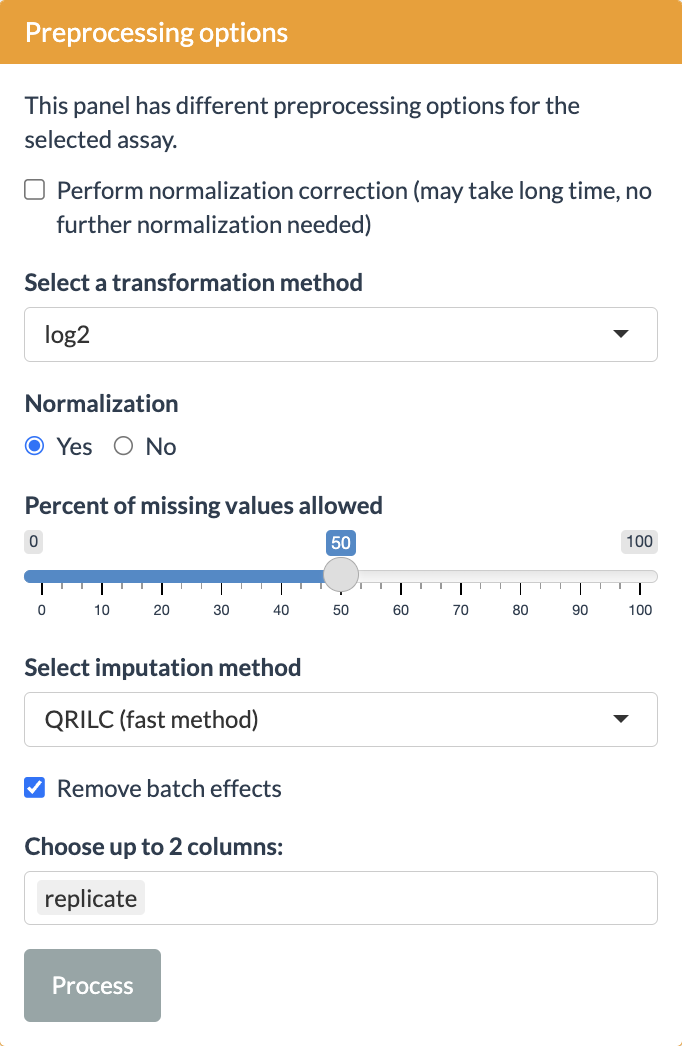 Preprocessing options
This panel has different preprocessing options for the
selected assay.
Perform normalization correction (may take long time, no
further normalization needed)
Select a transformation method
log2
Normalization
Yes No
Percent of missing values allowed
0 50 100
0 10 20 30 40 50 60 70 80 90 100
Select imputation method
QRILC (fast method)
Remove batch effects
Choose up to 2 columns:
replicate
Process